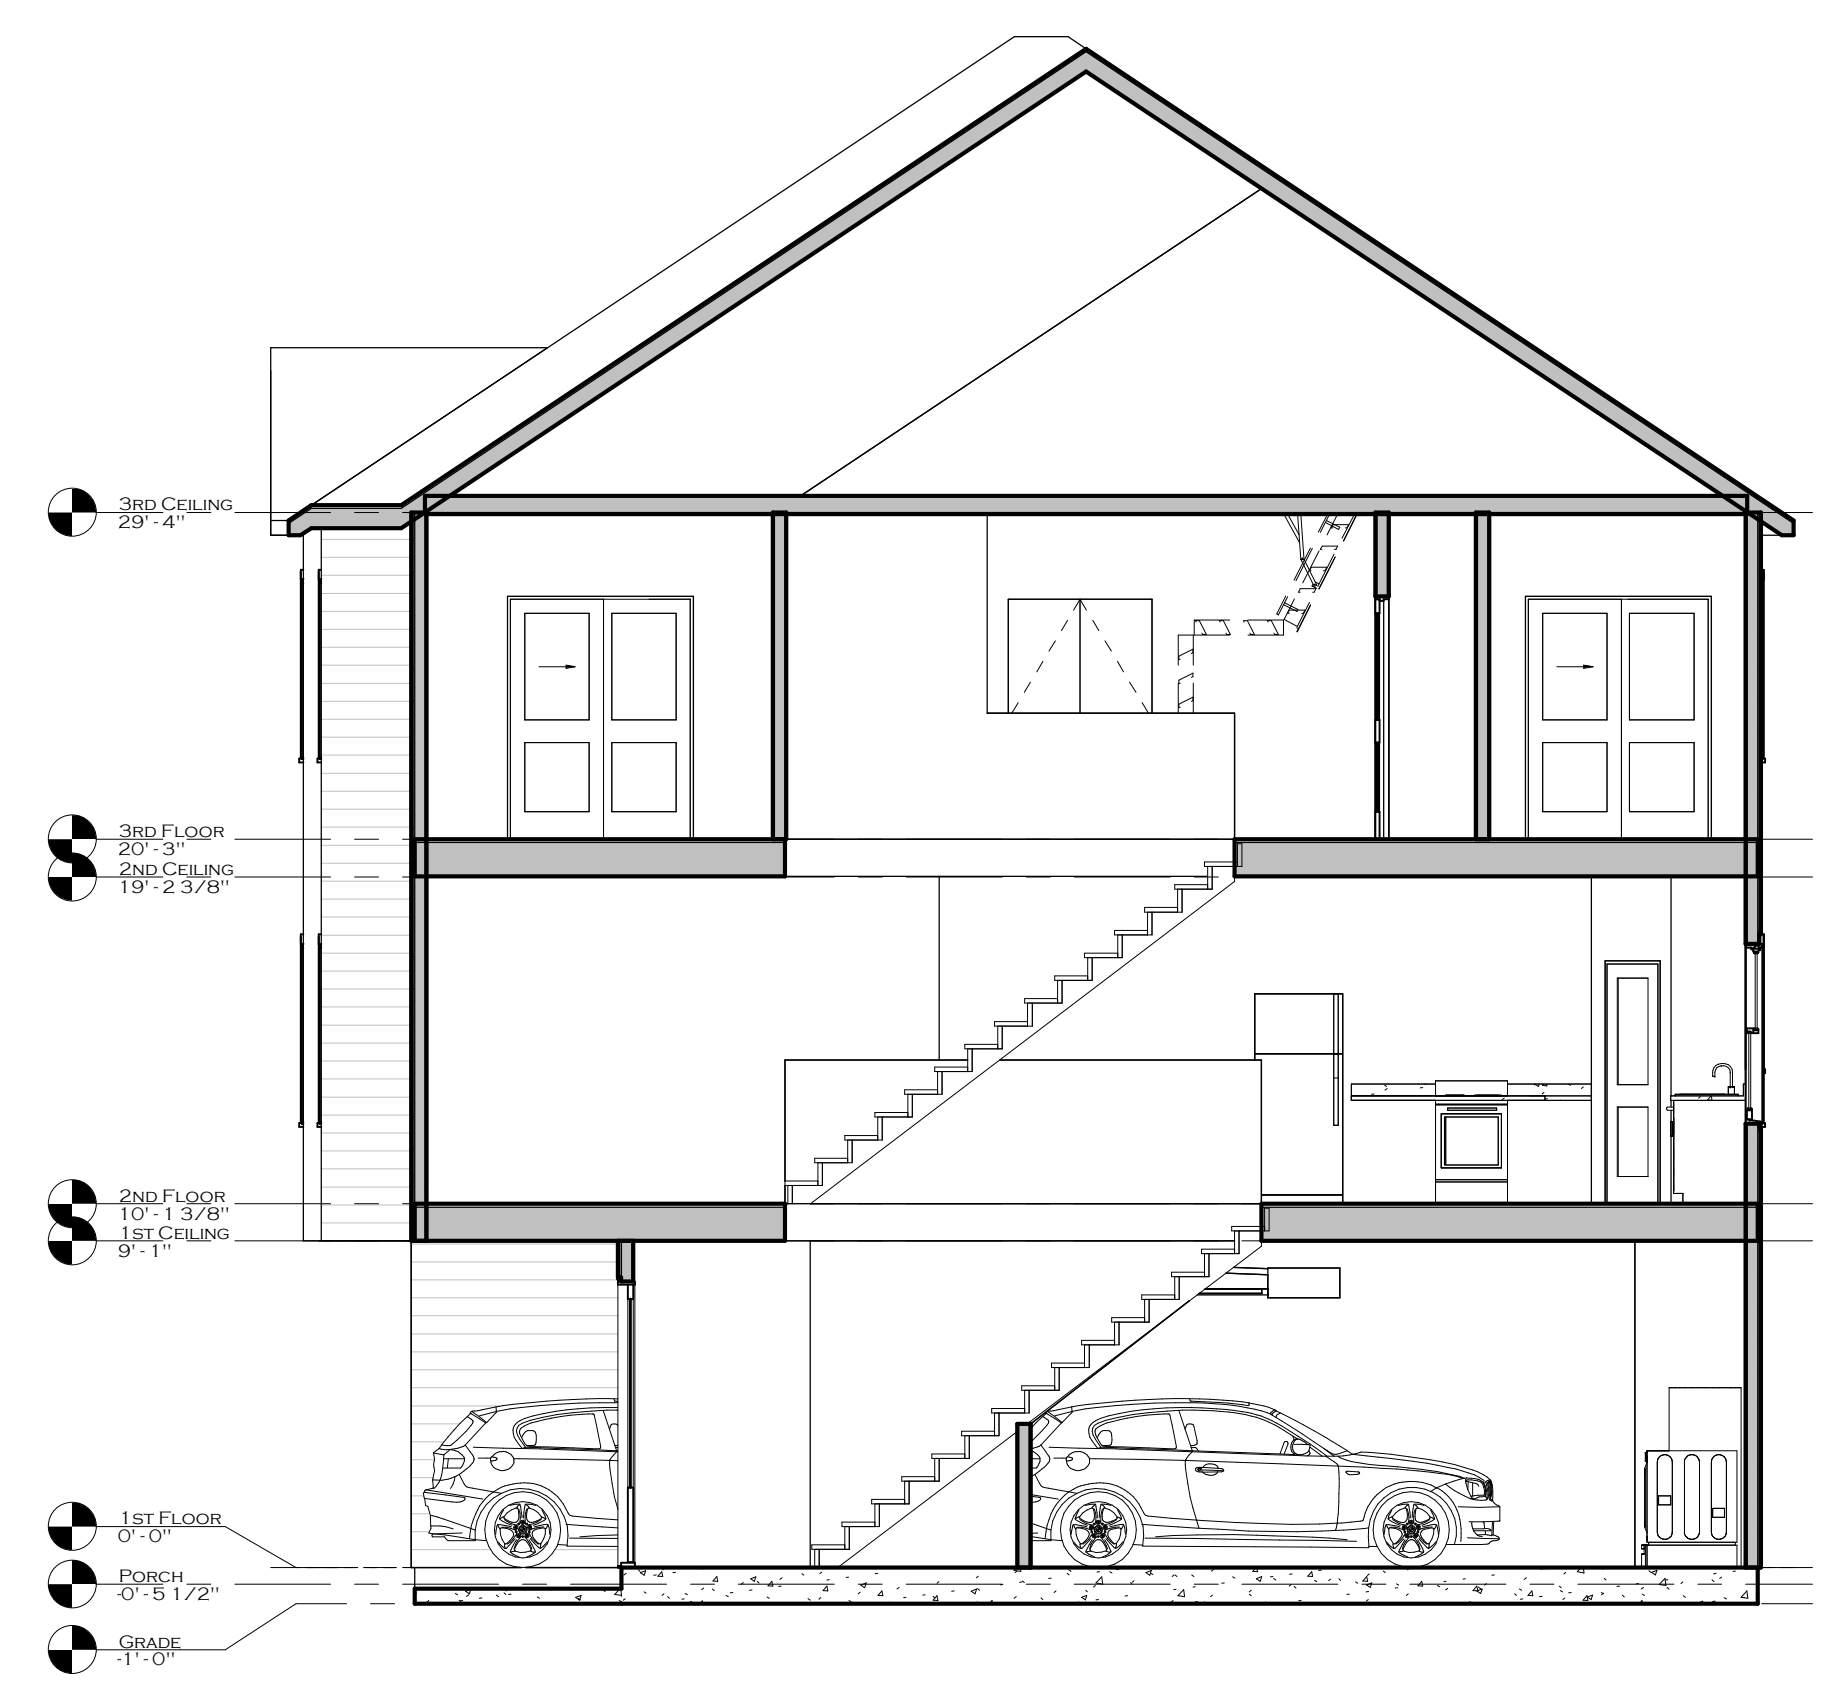 3RD CEILING
29'-4"
3RD FLOOR
20'-3"
2ND CEILING
19'-2 3/8"
2ND FLOOR
10'-1 3/8"
1ST CEILING
9'-1"
1ST FLOOR
0'-0"
PORCH
-0'-5 1/2"
GRADE
-1'-0"